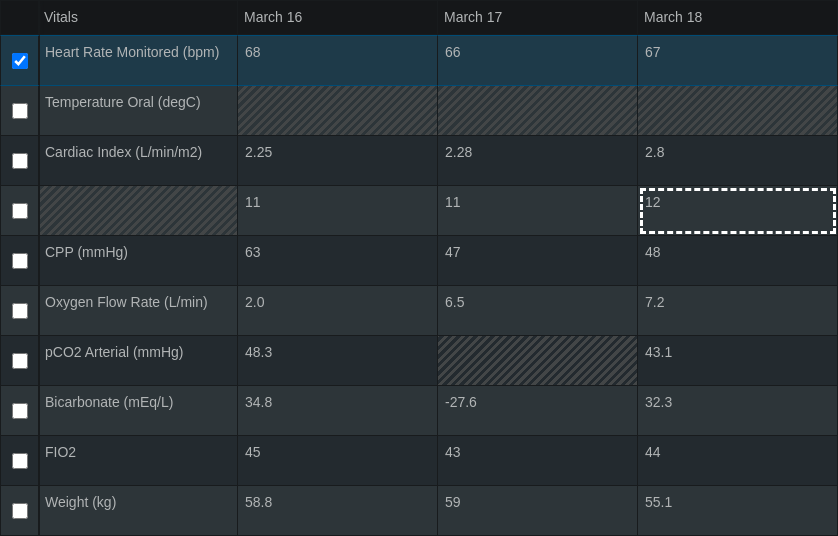 Vitals March 16 March 17 March 18
Heart Rate Monitored (bpm) 68 66 67
Temperature Oral (degC)
Cardiac Index (L/min/m2) 2.25 2.28 2.8
11 11 12
CPP (mmHg) 63 47 48
Oxygen Flow Rate (L/min) 2.0 6.5 7.2
pCO2 Arterial (mmHg) 48.3 43.1
Bicarbonate (mEq/L) 34.8 -27.6 32.3
FIO2 45 43 44
Weight (kg) 58.8 59 55.1